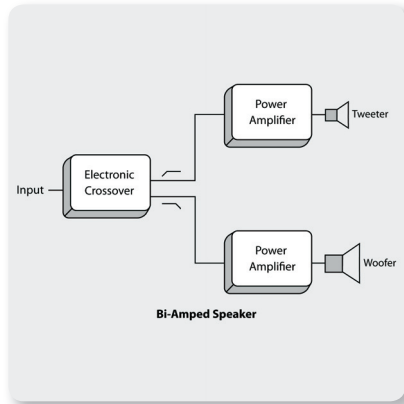 Power
Amplifier
Tweeter
Electronic
Crossover
Input
Power
Amplifier
Woofer
Bi-Amped Speaker